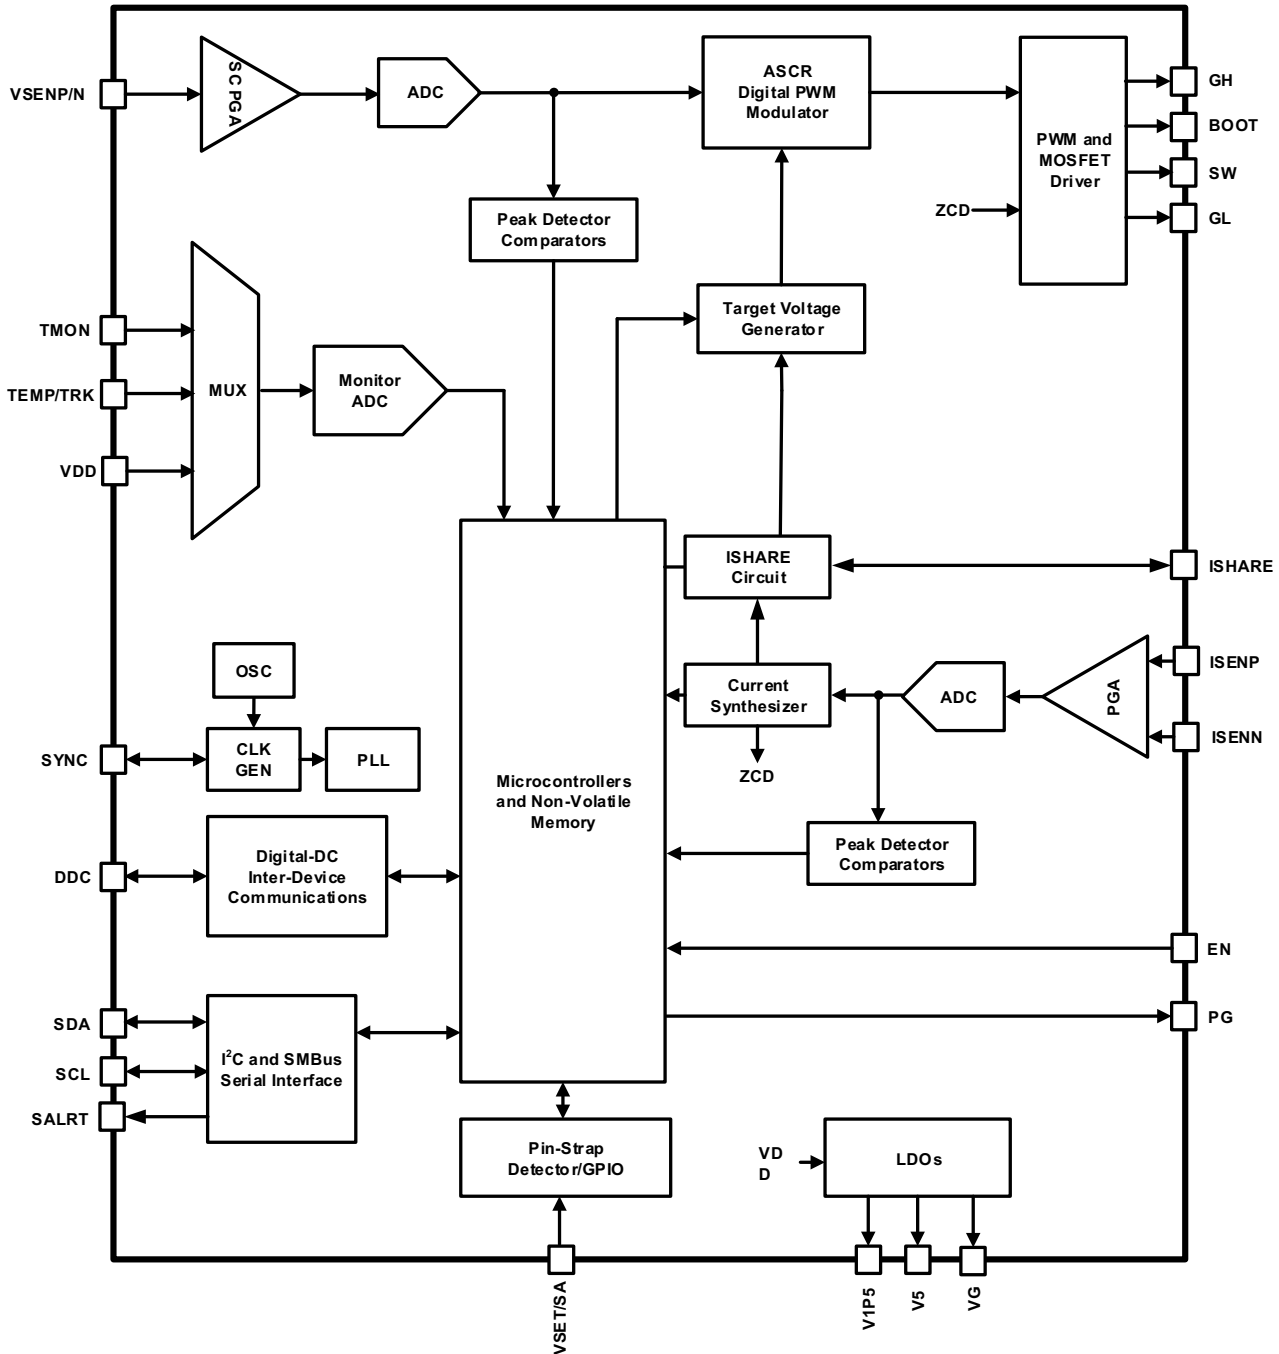 VSENP/N
SC PGA
ADC
ASCR
Digital PWM
Modulator
PWM and
MOSFET
Driver
GH
BOOT
SW
GL
ZCD
Peak Detector
Comparators
TMON
TEMP/TRK
VDD
MUX
Monitor
ADC
Target Voltage
Generator
ISHARE
Circuit
ISHARE
OSC
CLK
GEN
PLL
SYNC
Current
Synthesizer
ZCD
ADC
PGA
ISENP
ISENN
Microcontrollers
and Non-Volatile
Memory
Peak Detector
Comparators
DDC
Digital-DC
Inter-Device
Communications
EN
PG
SDA
SCL
SALRT
I²C and SMBus
Serial Interface
Pin-Strap
Detector/GPIO
VD
D
LDOs
VSET/SA
V1P5
V5
VG